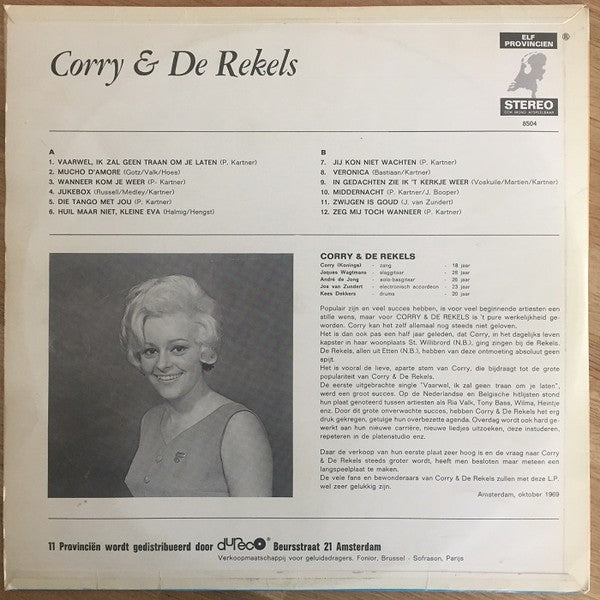 Corry & De Rekels
ELF
PROVINCIEN
®
STEREO
OOK MONO AFSPEELBAAR
8504
A
1. VAARWEL, IK ZAL GEEN TRAAN OM JE LATEN (P. Kartner)
2. MUCHO D'AMORE (Gotz/Valk/Hoes)
3. WANNEER KOM JE WEER (P- Kartner)
4. JUKEBOX (Russell/Medley/Kartner)
5. DIE TANGO MET JOU (P. Kartner)
6. HUIL MAAR NIET, KLEINE EVA (Halmig/Hengst)
B
7. JIJ KON NIET WACHTEN (P. Kartner)
8. VERONICA (Bastiaan/Kartner)
9. IN GEDACHTEN ZIE IK 'T KERKJE WEER (Voskuile/Martien/Kartner)
10. MIDDERNACHT (P. Kartner/J. Booper)
11. ZWIJGEN IS GOUD (J. van Zundert)
12. ZEG MIJ TOCH WANNEER (P. Kartner)
CORRY & DE REKELS
Corry (Konings) - zang - 18 jaar
Jaques Wagtmans - slaggitaar - 28 jaar
André de Jong - solo-basgitaar - 26 jaar
Jos van Zundert - electronisch accordeon - 23 jaar
Kees Dekkers - drums - 20 jaar
Populair zijn en veel succes hebben, is voor veel beginnende artiesten een
stille wens, maar voor CORRY & DE REKELS is 't pure werkelijkheid ge-
worden. Corry kan het zelf allemaal nog steeds niet geloven.
Het is dan ook pas een half jaar geleden, dat Corry, in het dagelijks leven
kapster in haar woonplaats St. Willibrord (N.B.), ging zingen bij de Rekels.
De Rekels, allen uit Etten (N.B.), hebben van deze ontmoeting absoluut geen
spijt.
Het is vooral de lieve, aparte stem van Corry, die bijdraagt tot de grote
populariteit van Corry & De Rekels.
De eerste uitgebrachte single "Vaarwel, ik zal geen traan om je laten",
werd een groot succes. Op de Nederlandse en Belgische hitlijsten stond
hun plaat genoteerd tussen artiesten als Ria Valk, Tony Bass, Wilma, Heintje
enz. Door dit grote onverwachte succes, hebben Corry & De Rekels het erg
druk gekregen, getuige hun overbezette agenda. Overdag wordt ook hard ge-
werkt aan hun nieuwe carrière, nieuwe liedjes uitzoeken, deze instuderen,
repeteren in de platenstudio enz.
Daar de verkoop van hun eerste plaat zeer hoog is en de vraag naar Corry
& De Rekels steeds groter wordt, heeft men besloten maar meteen een
langspeelplaat te maken.
De vele fans en bewonderaars van Corry & De Rekels zullen met deze L.P.
wel zeer gelukkig zijn.
Amsterdam, oktober 1969
11 Provinciën wordt gedistribueerd door dureco® Beursstraat 21 Amsterdam
Verkoopmaatschappij voor geluidsdragers. Fonior, Brussel - Sofrason, Parijs